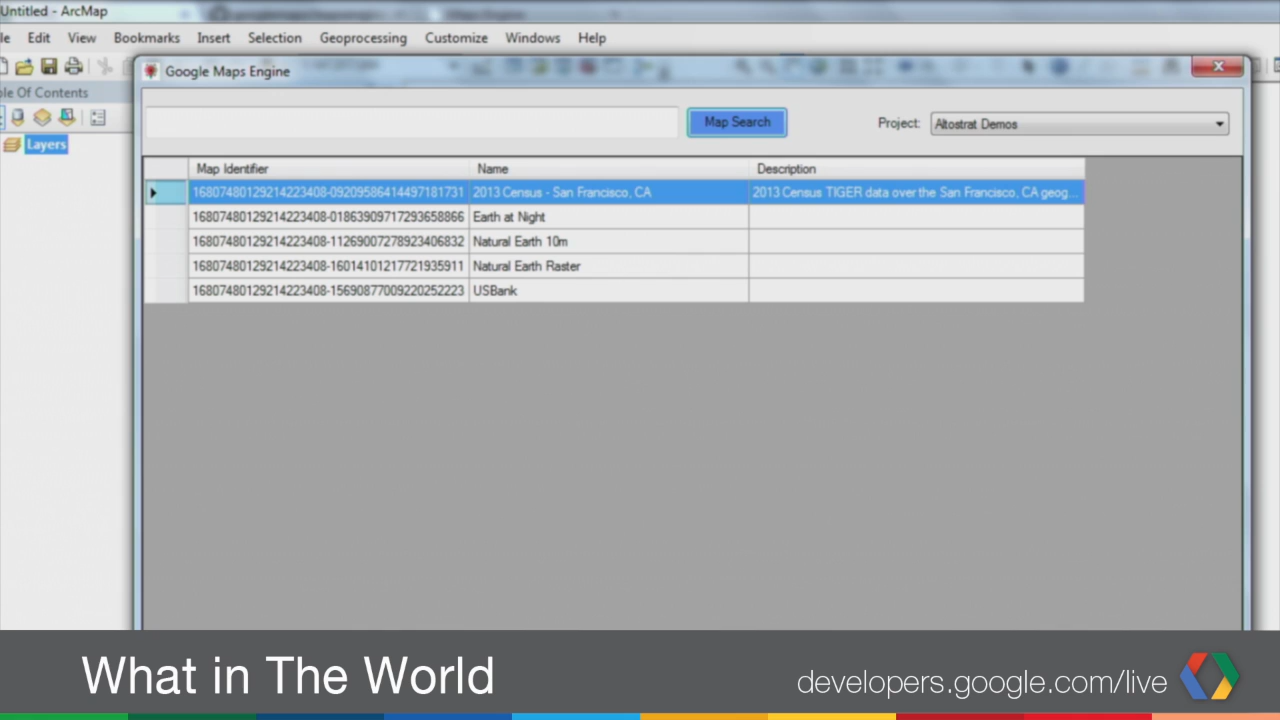 Untitled - ArcMap
le Edit View Bookmarks Insert Selection Geoprocessing Customize Windows Help
Google Maps Engine
ble Of Contents
Map Search Project: Altostrat Demos
Layers
Map Identifier Name Description
16807480129214223408-09209586414497181731 2013 Census - San Francisco, CA 2013 Census TIGER data over the San Francisco, CA geog...
16807480129214223408-01863909717293658866 Earth at Night
16807480129214223408-11269007278923406832 Natural Earth 10m
16807480129214223408-16014101217721935911 Natural Earth Raster
16807480129214223408-15690877009220252223 USBank
What in The World developers.google.com/live